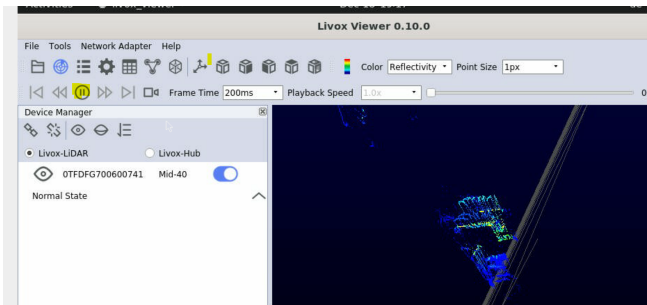 Livox Viewer 0.10.0
File Tools Network Adapter Help
Color Reflectivity Point Size 1px
Frame Time 200ms Playback Speed 1.0x 0
Device Manager
Livox-LiDAR Livox-Hub
0TFDFG700600741 Mid-40
Normal State